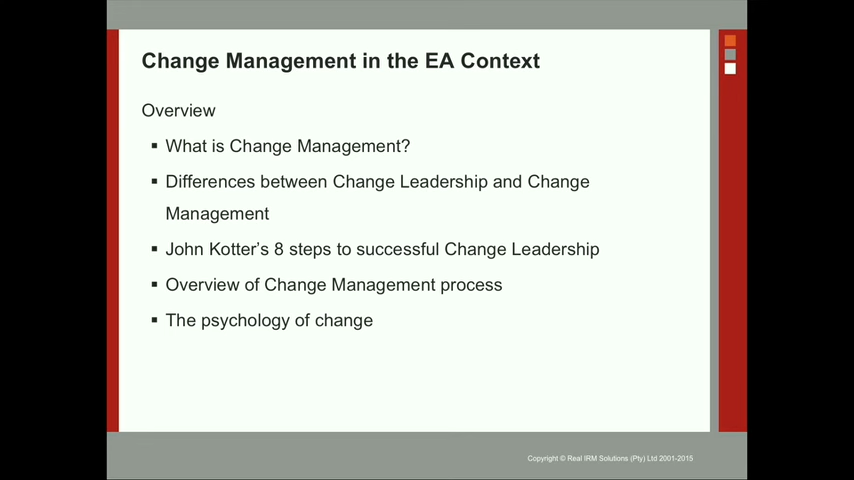 Change Management in the EA Context
Overview
▪ What is Change Management?
▪ Differences between Change Leadership and Change
Management
▪ John Kotter's 8 steps to successful Change Leadership
▪ Overview of Change Management process
▪ The psychology of change
Copyright © Real IRM Solutions (Pty) Ltd 2001-2015